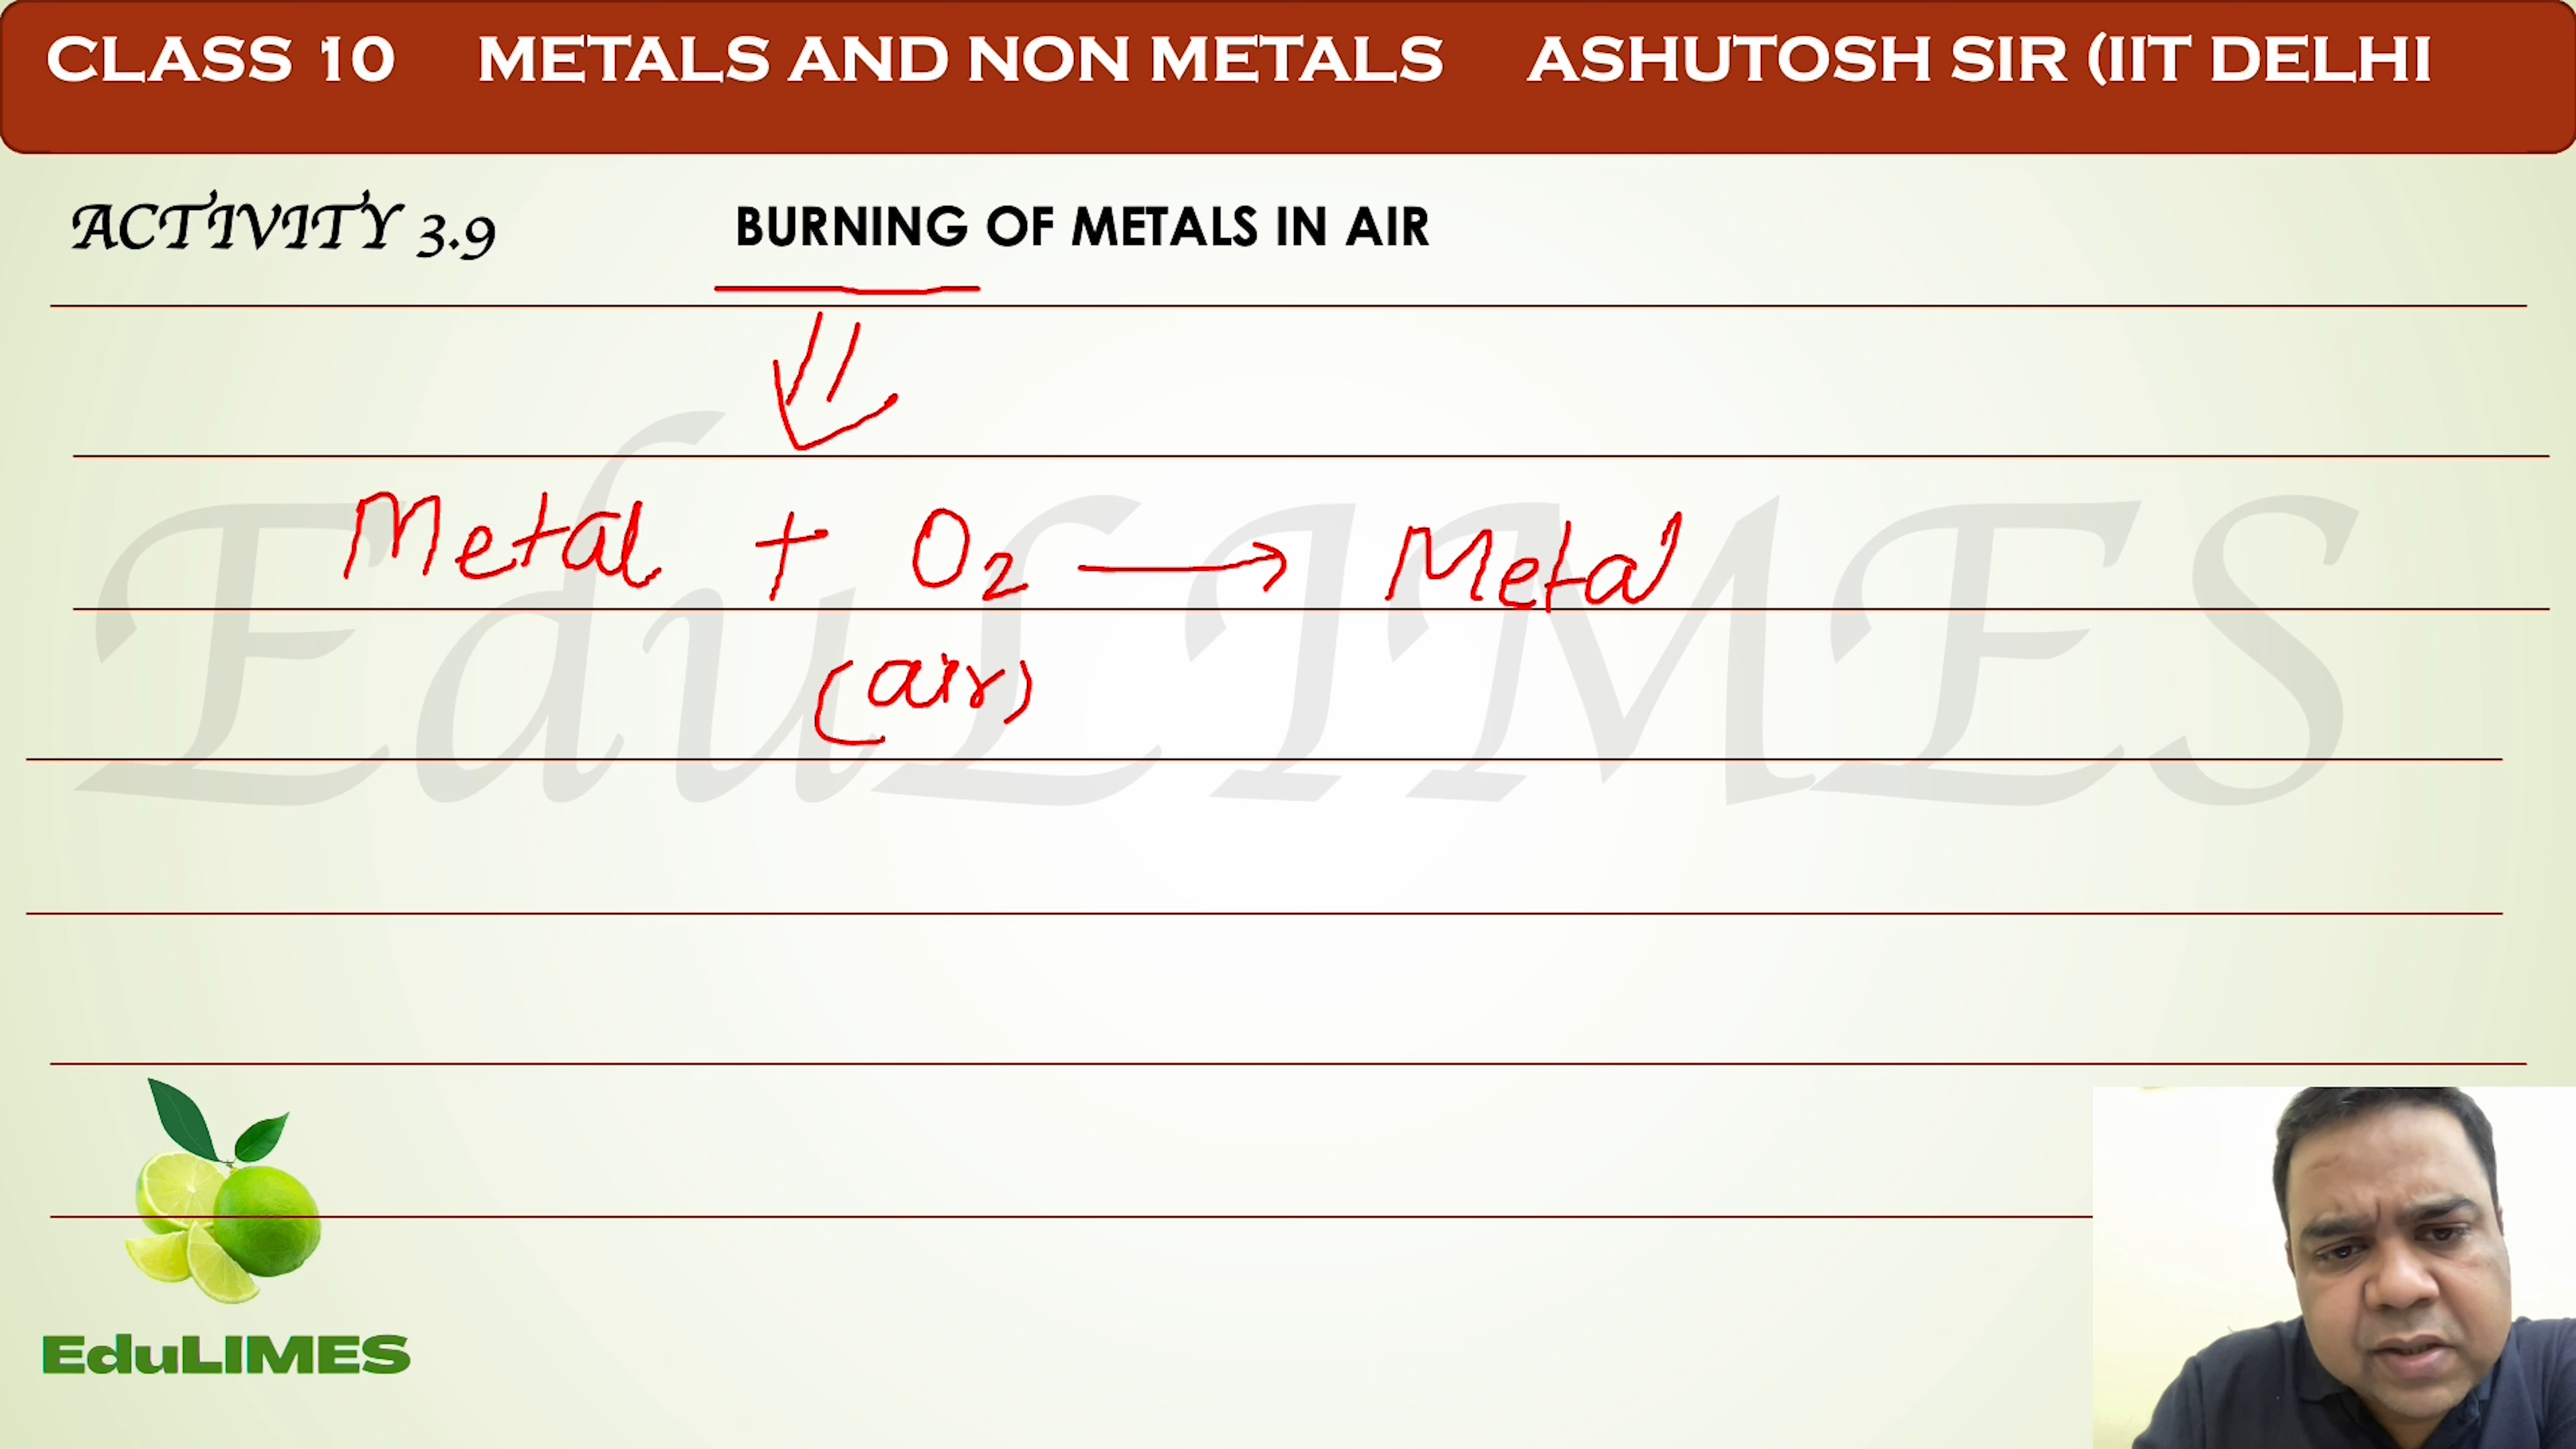 CLASS 10 METALS AND NON METALS ASHUTOSH SIR (IIT DELHI
ACTIVITY 3.9 BURNING OF METALS IN AIR
Metal + O₂ → Metal
(air)
EduLIMES
EduLIMES